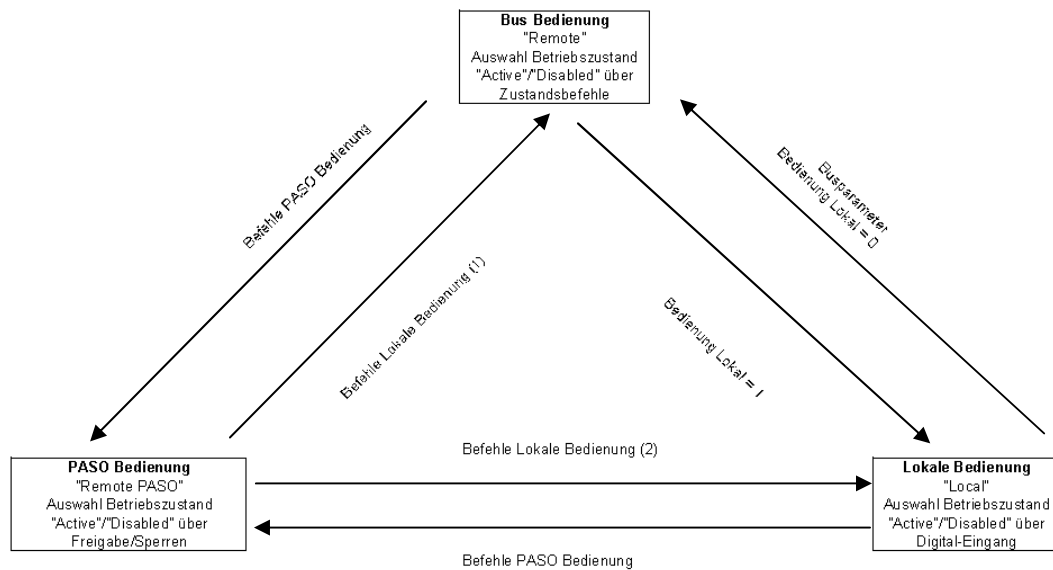 Bus Bedienung
"Remote"
Auswahl Betriebszustand
"Active"/"Disabled" über
Zustandsbefehle
Befehle PASO Bedienung
Befehle Lokale Bedienung (1)
Busparameter
Bedienung Lokal = 0
Bedienung Lokal = 1
Befehle Lokale Bedienung (2)
PASO Bedienung
"Remote PASO"
Auswahl Betriebszustand
"Active"/"Disabled" über
Freigabe/Sperren
Lokale Bedienung
"Local"
Auswahl Betriebszustand
"Active"/"Disabled" über
Digital-Eingang
Befehle PASO Bedienung